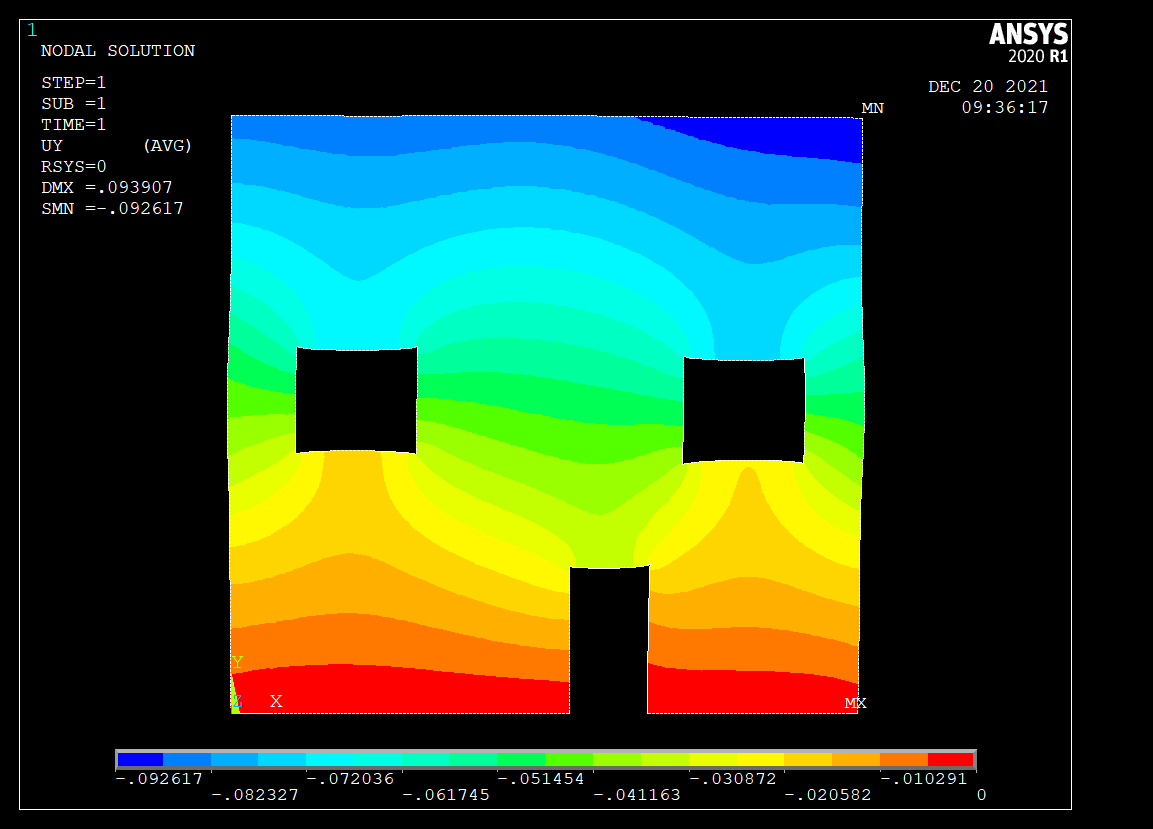 1
NODAL SOLUTION
STEP=1
SUB =1
TIME=1
UY (AVG)
RSYS=0
DMX =.093907
SMN =-.092617
ANSYS
2020 R1
DEC 20 2021
09:36:17
MN
Y
Z X
MX
-.092617 -.072036 -.051454 -.030872 -.010291
-.082327 -.061745 -.041163 -.020582 0